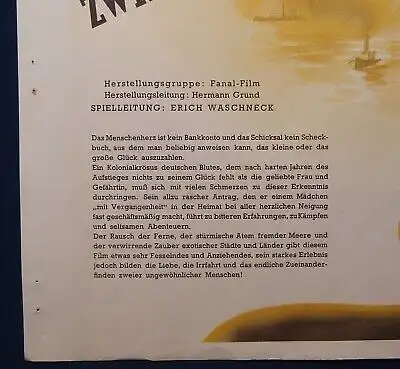 ZW
Herstellungsgruppe: Fanal-Film
Herstellungsleitung: Hermann Grund
SPIELLEITUNG: ERICH WASCHNECK
Das Menschenherz ist kein Bankkonto und das Schicksal kein Scheck-
buch, aus dem man beliebig anweisen kann, das kleine oder das
große Glück auszuzahlen.
Ein Kolonialkrösus deutschen Blutes, dem nach harten Jahren des
Aufstieges nichts zu seinem Glück fehlt als die geliebte Frau und
Gefährtin, muß sich mit vielen Schmerzen zu dieser Erkenntnis
durchringen. Sein allzu rascher Antrag, den er einem Mädchen
„mit Vergangenheit" in der Heimat bei aller herzlichen Neigung
fast geschäftsmäßig macht, führt zu bitteren Erfahrungen, zu Kämpfen
und seltsamen Abenteuern.
Der Rausch der Ferne, der stürmische Atem fremder Meere und
der verwirrende Zauber exotischer Städte und Länder gibt diesem
Film etwas sehr Fesselndes und Anziehendes, sein starkes Erlebnis
jedoch bilden die Liebe, die Irrfahrt und das endliche Zueinander-
finden zweier ungewöhnlicher Menschen!